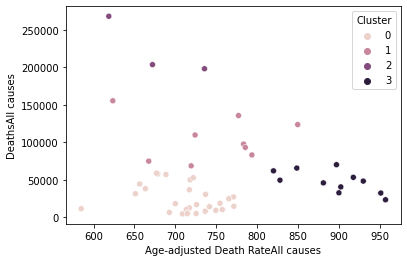 Cluster
0
1
2
3
250000
200000
150000
100000
50000
0
DeathsAll causes
600 650 700 750 800 850 900 950
Age-adjusted Death RateAll causes